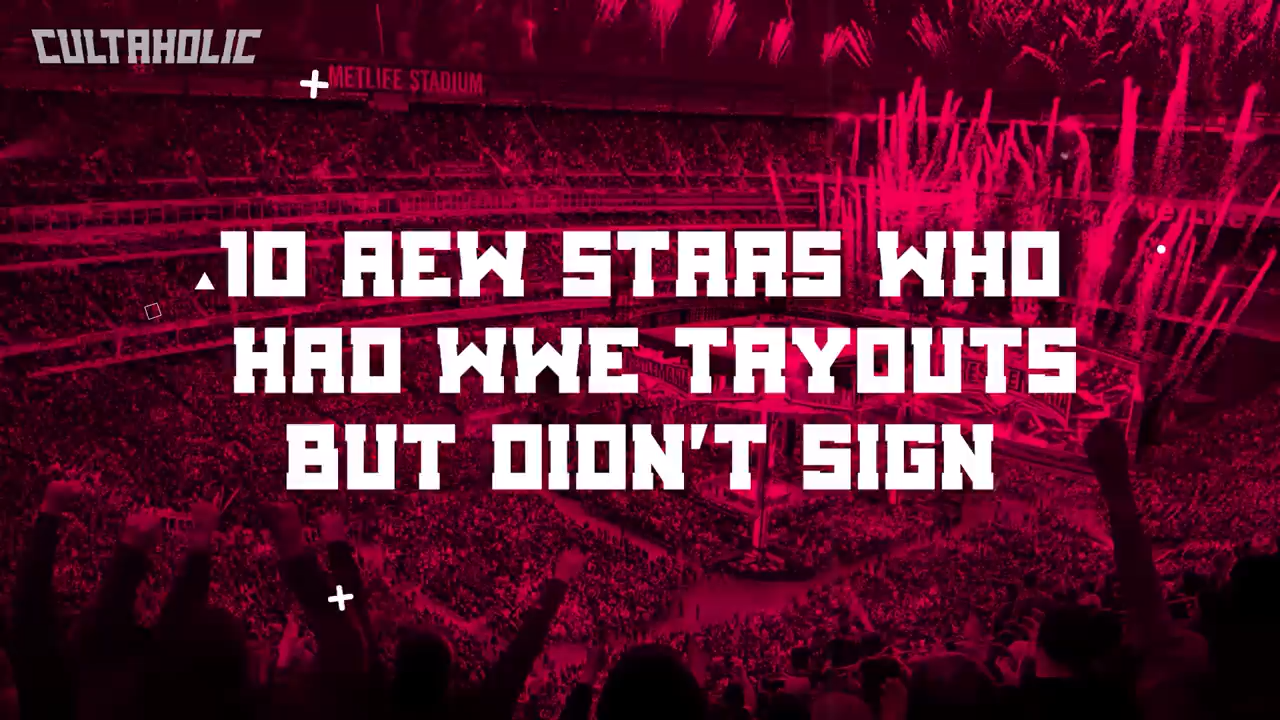 CULTAHOLIC
METLIFE STADIUM
10 AEW STARS WHO
HAD WWE TRYOUTS
BUT DIDN'T SIGN